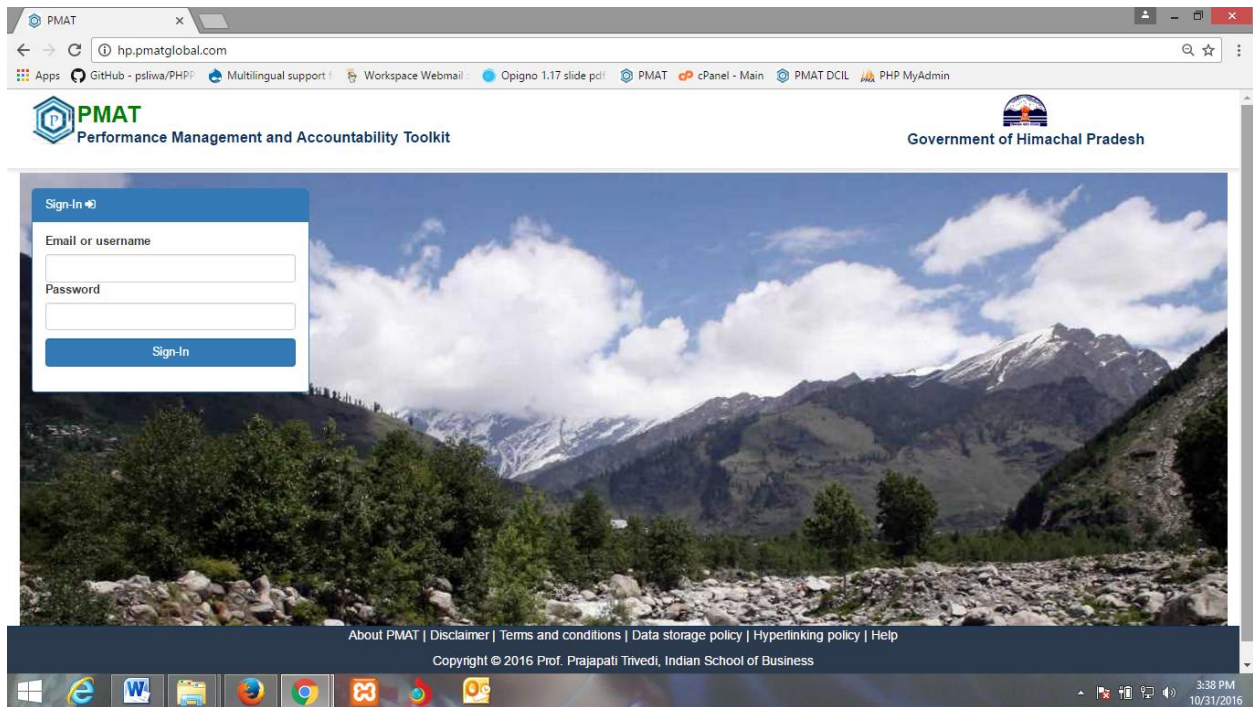 PMAT
hp.pmatglobal.com
Apps GitHub - psliwa/PHPP Multilingual support f Workspace Webmail : Opigno 1.17 slide pdf PMAT cPanel - Main PMAT DCIL PHP MyAdmin
PMAT
Performance Management and Accountability Toolkit
Government of Himachal Pradesh
Sign-In
Email or username
Password
Sign-In
About PMAT | Disclaimer | Terms and conditions | Data storage policy | Hyperlinking policy | Help
Copyright © 2016 Prof. Prajapati Trivedi, Indian School of Business
3:38 PM
10/31/2016